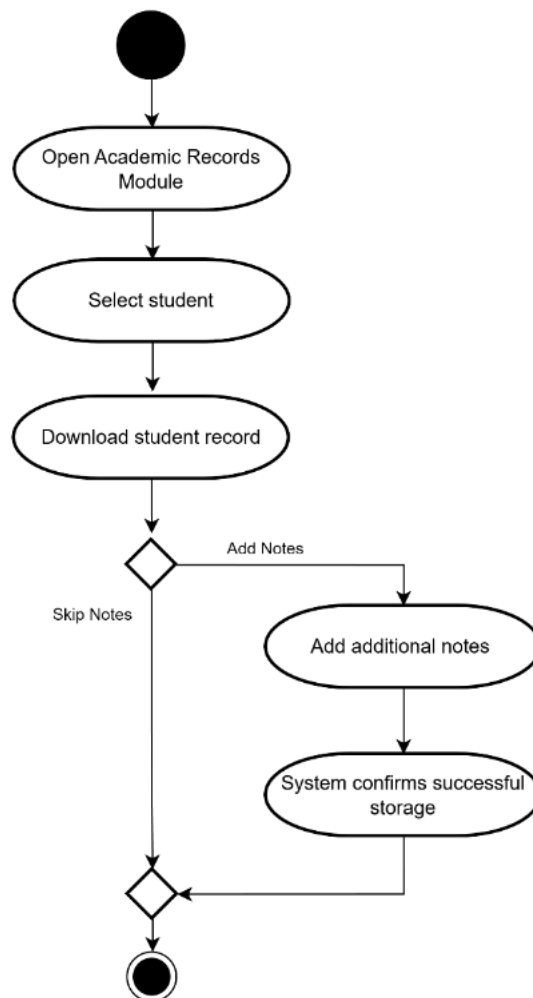 Open Academic Records
Module
Select student
Download student record
Add Notes
Skip Notes
Add additional notes
System confirms successful
storage